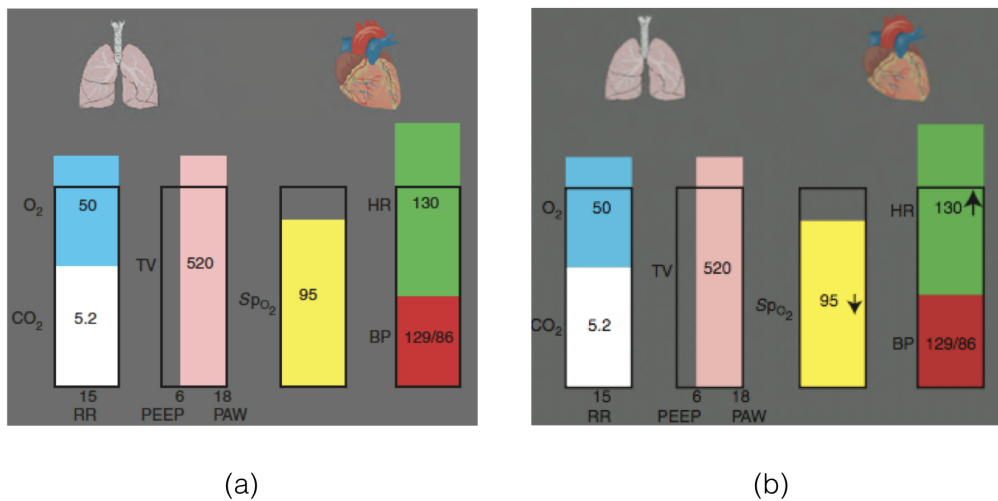 O₂ 50
CO₂ 5.2
15
RR
TV 520
6 18
PEEP PAW
SpO₂ 95
HR 130
BP 129/86
(a)
O₂ 50
CO₂ 5.2
15
RR
TV 520
6 18
PEEP PAW
SpO₂ 95
HR 130
BP 129/86
(b)